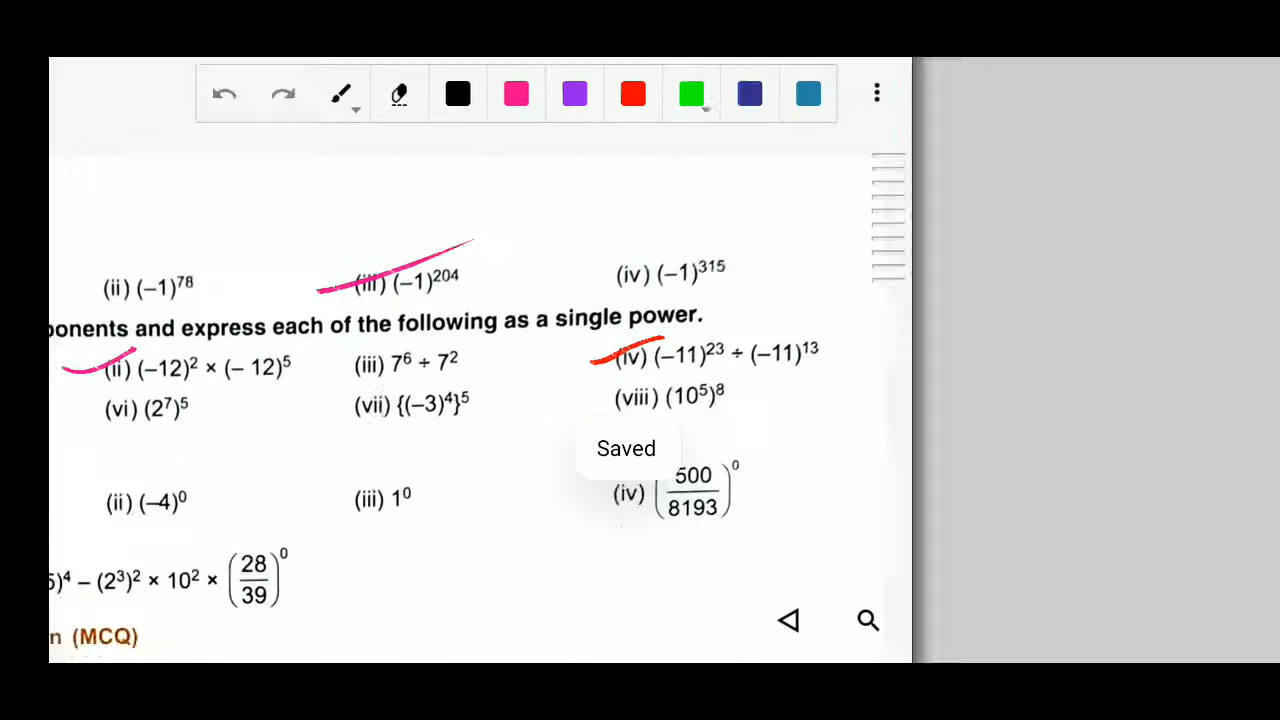 (ii) (−1)⁷⁸ (iii) (−1)²⁰⁴ (iv) (−1)³¹⁵
ponents and express each of the following as a single power.
(ii) (−12)² × (− 12)⁵ (iii) 7⁶ ÷ 7² (iv) (−11)²³ ÷ (−11)¹³
(vi) (2⁷)⁵ (vii) {(−3)⁴}⁵ (viii) (10⁵)⁸
Saved
(ii) (−4)⁰ (iii) 1⁰ (iv) (500/8193)⁰
5)⁴ − (2³)² × 10² × (28/39)⁰
n (MCQ)